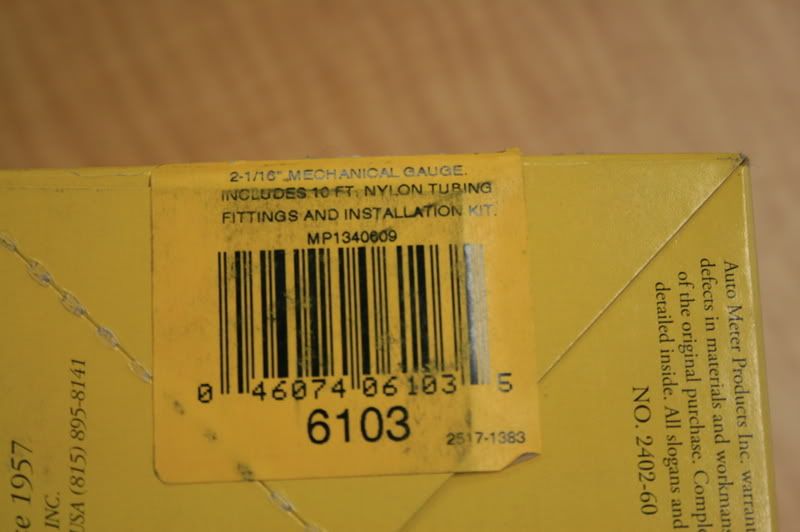 2-1/16" MECHANICAL GAUGE.
INCLUDES 10 FT. NYLON TUBING
FITTINGS AND INSTALLATION KIT.
MP1340609
0 46074 06103 5
6103
2517-1383
Auto Meter Products Inc. warran
defects in materials and workman
of the original purchase. Comple
detailed inside. All slogans and
NO. 2402-60
e 1957
INC.
USA (815) 895-8141